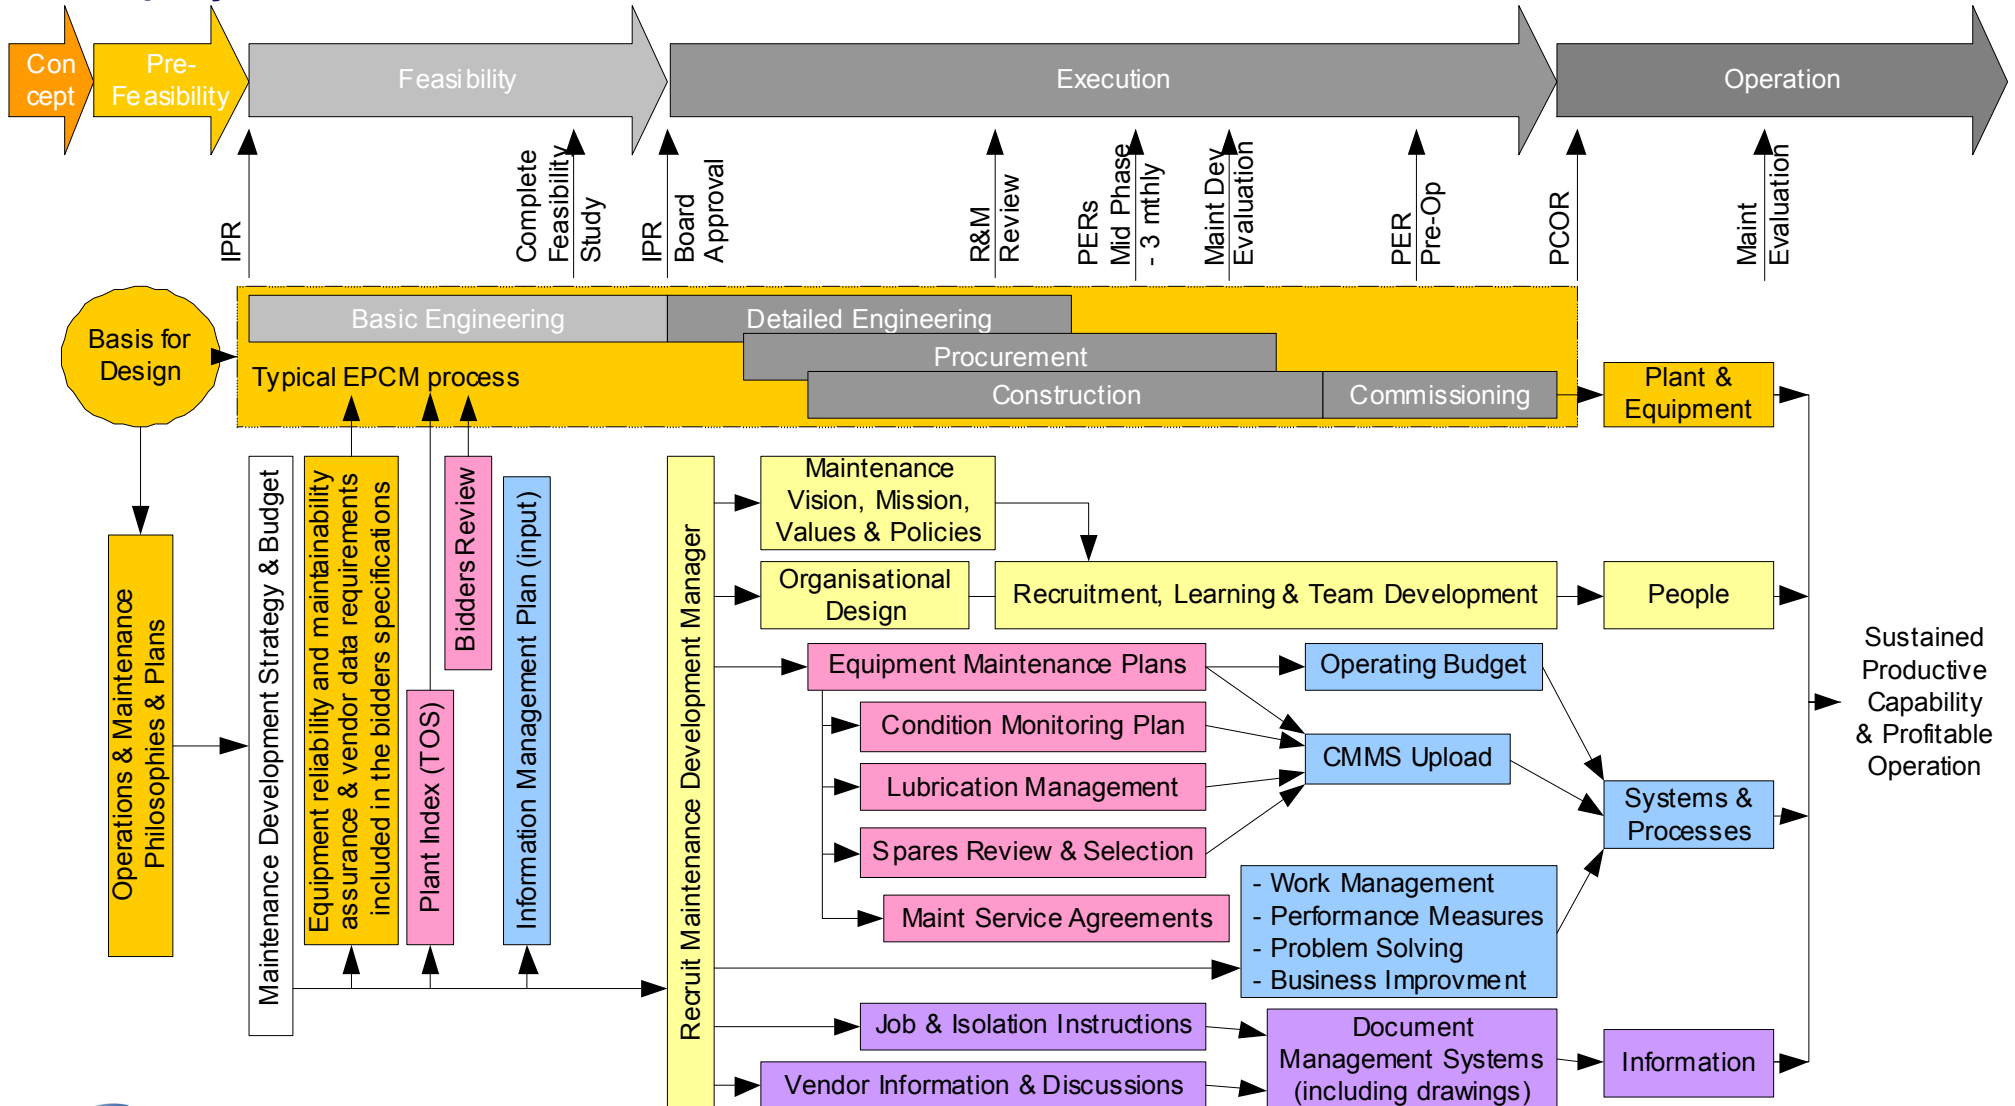 Con
cept
Pre-
Feasibility
Feasibility
Execution
Operation
IPR
Complete
Feasibility
Study
IPR
Board
Approval
R&M
Review
PERs
Mid Phase
- 3 mthly
Maint Dev
Evaluation
PER
Pre-Op
PCOR
Maint
Evaluation
Basis for
Design
Basic Engineering
Detailed Engineering
Procurement
Typical EPCM process
Construction
Commissioning
Plant &
Equipment
Operations & Maintenance
Philosophies & Plans
Maintenance Development Strategy & Budget
Equipment reliability and maintainability
assurance & vendor data requirements
included in the bidders specifications
Plant Index (TOS)
Bidders Review
Information Management Plan (input)
Recruit Maintenance Development Manager
Maintenance
Vision, Mission,
Values & Policies
Organisational
Design
Recruitment, Learning & Team Development
People
Equipment Maintenance Plans
Operating Budget
Condition Monitoring Plan
CMMS Upload
Lubrication Management
Spares Review & Selection
Systems &
Processes
Maint Service Agreements
- Work Management
- Performance Measures
- Problem Solving
- Business Improvment
Job & Isolation Instructions
Vendor Information & Discussions
Document
Management Systems
(including drawings)
Information
Sustained
Productive
Capability
& Profitable
Operation